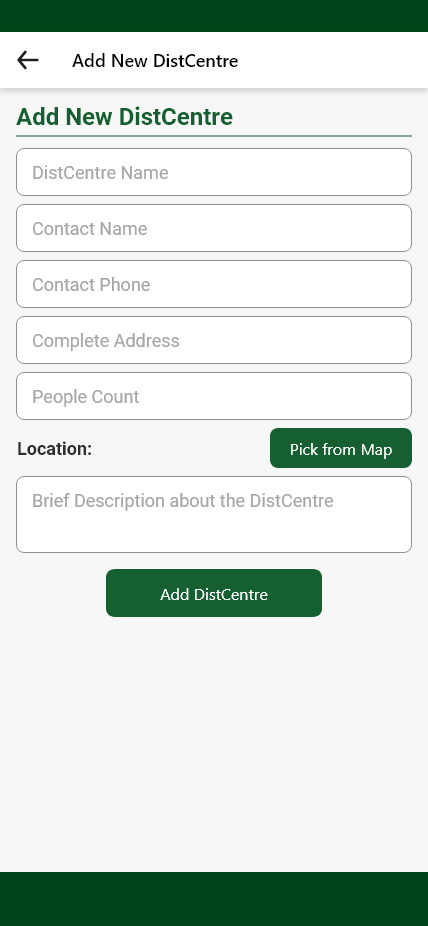 Add New DistCentre
Add New DistCentre
DistCentre Name
Contact Name
Contact Phone
Complete Address
People Count
Location:
Pick from Map
Brief Description about the DistCentre
Add DistCentre